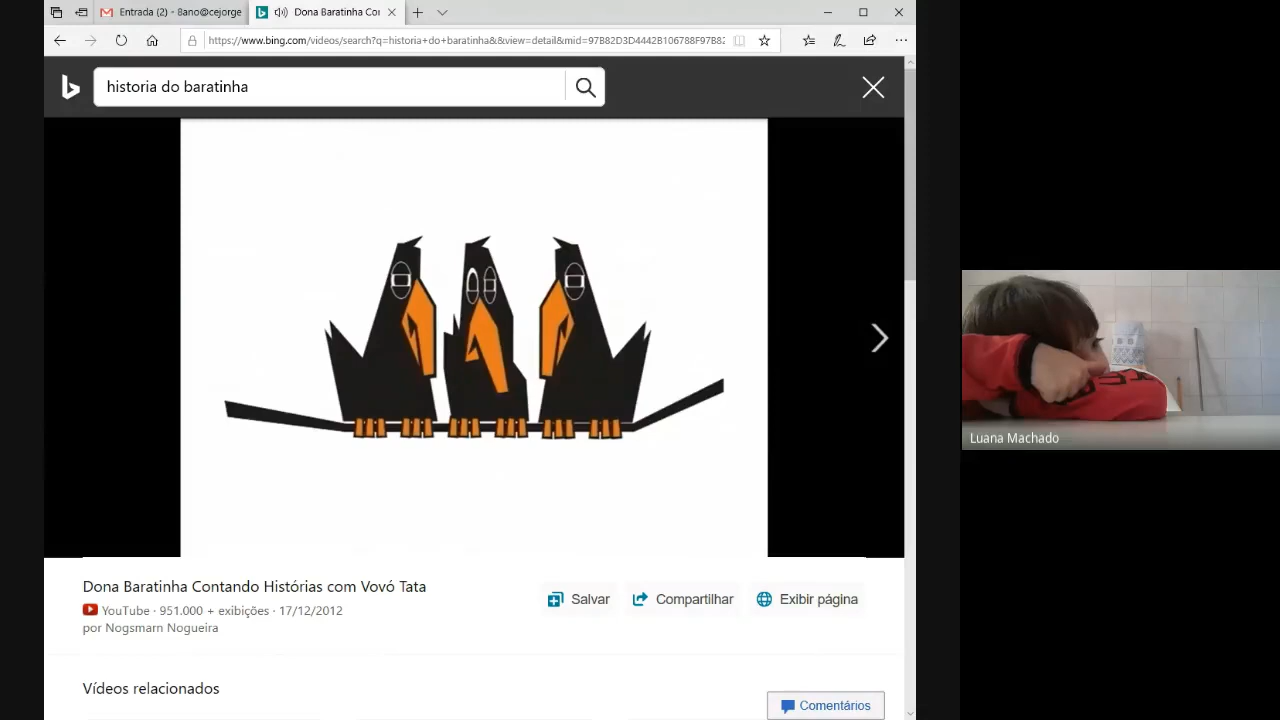 Entrada (2) - 8ano@cejorge
Dona Baratinha Cor
https://www.bing.com/videos/search?q=historia+do+baratinha&&view=detail&mid=97B82D3D4442B106788F97B82
historia do baratinha
Dona Baratinha Contando Histórias com Vovó Tata
YouTube · 951.000 + exibições · 17/12/2012
por Nogsmarn Nogueira
Salvar
Compartilhar
Exibir página
Vídeos relacionados
Comentários
Luana Machado